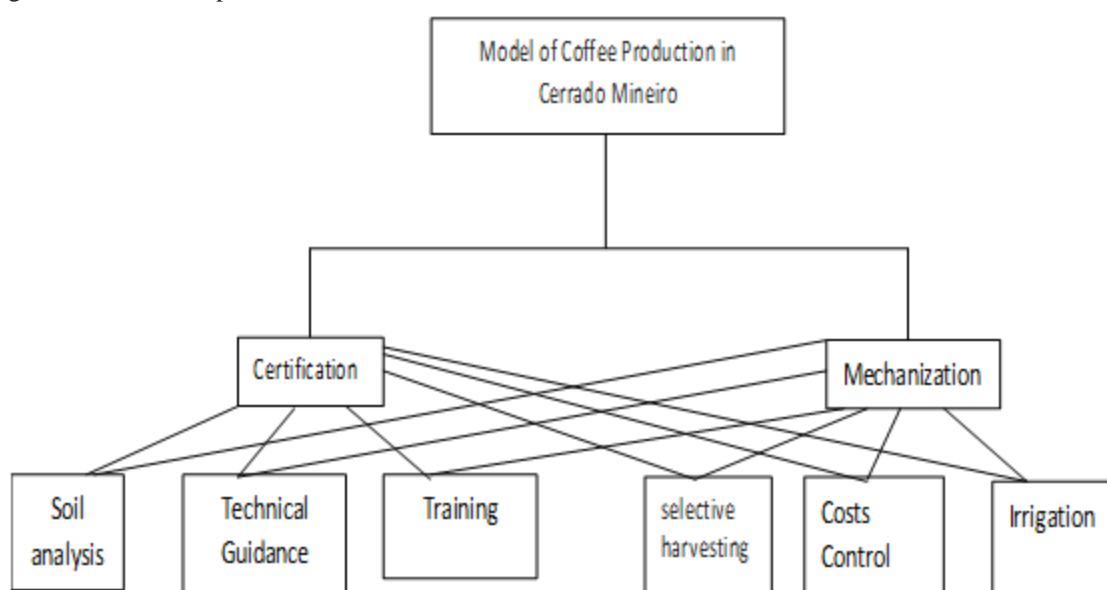 Model of Coffee Production in
Cerrado Mineiro
Certification
Mechanization
Soil
analysis
Technical
Guidance
Training
selective
harvesting
Costs
Control
Irrigation